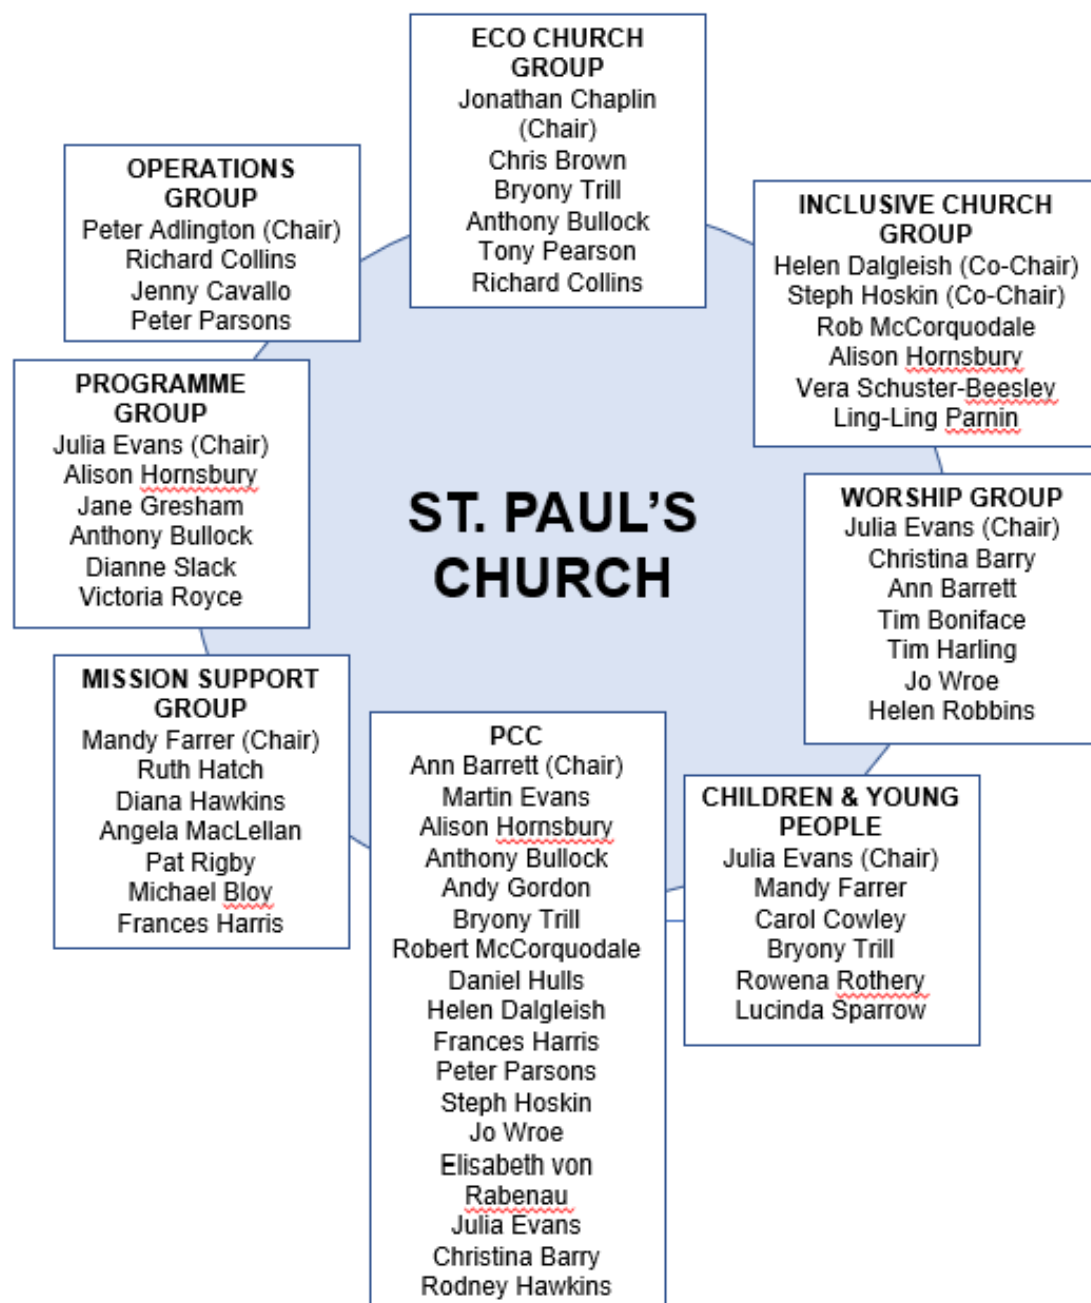 ECO CHURCH
GROUP
Jonathan Chaplin
(Chair)
Chris Brown
Bryony Trill
Anthony Bullock
Tony Pearson
Richard Collins
OPERATIONS
GROUP
Peter Adlington (Chair)
Richard Collins
Jenny Cavallo
Peter Parsons
INCLUSIVE CHURCH
GROUP
Helen Dalgleish (Co-Chair)
Steph Hoskin (Co-Chair)
Rob McCorquodale
Alison Hornsbury
Vera Schuster-Beesley
Ling-Ling Parnin
PROGRAMME
GROUP
Julia Evans (Chair)
Alison Hornsbury
Jane Gresham
Anthony Bullock
Dianne Slack
Victoria Royce
ST. PAUL’S
CHURCH
WORSHIP GROUP
Julia Evans (Chair)
Christina Barry
Ann Barrett
Tim Boniface
Tim Harling
Jo Wroe
Helen Robbins
MISSION SUPPORT
GROUP
Mandy Farrer (Chair)
Ruth Hatch
Diana Hawkins
Angela MacLellan
Pat Rigby
Michael Bloy
Frances Harris
PCC
Ann Barrett (Chair)
Martin Evans
Alison Hornsbury
Anthony Bullock
Andy Gordon
Bryony Trill
Robert McCorquodale
Daniel Hulls
Helen Dalgleish
Frances Harris
Peter Parsons
Steph Hoskin
Jo Wroe
Elisabeth von
Rabenau
Julia Evans
Christina Barry
Rodney Hawkins
CHILDREN & YOUNG
PEOPLE
Julia Evans (Chair)
Mandy Farrer
Carol Cowley
Bryony Trill
Rowena Rothery
Lucinda Sparrow